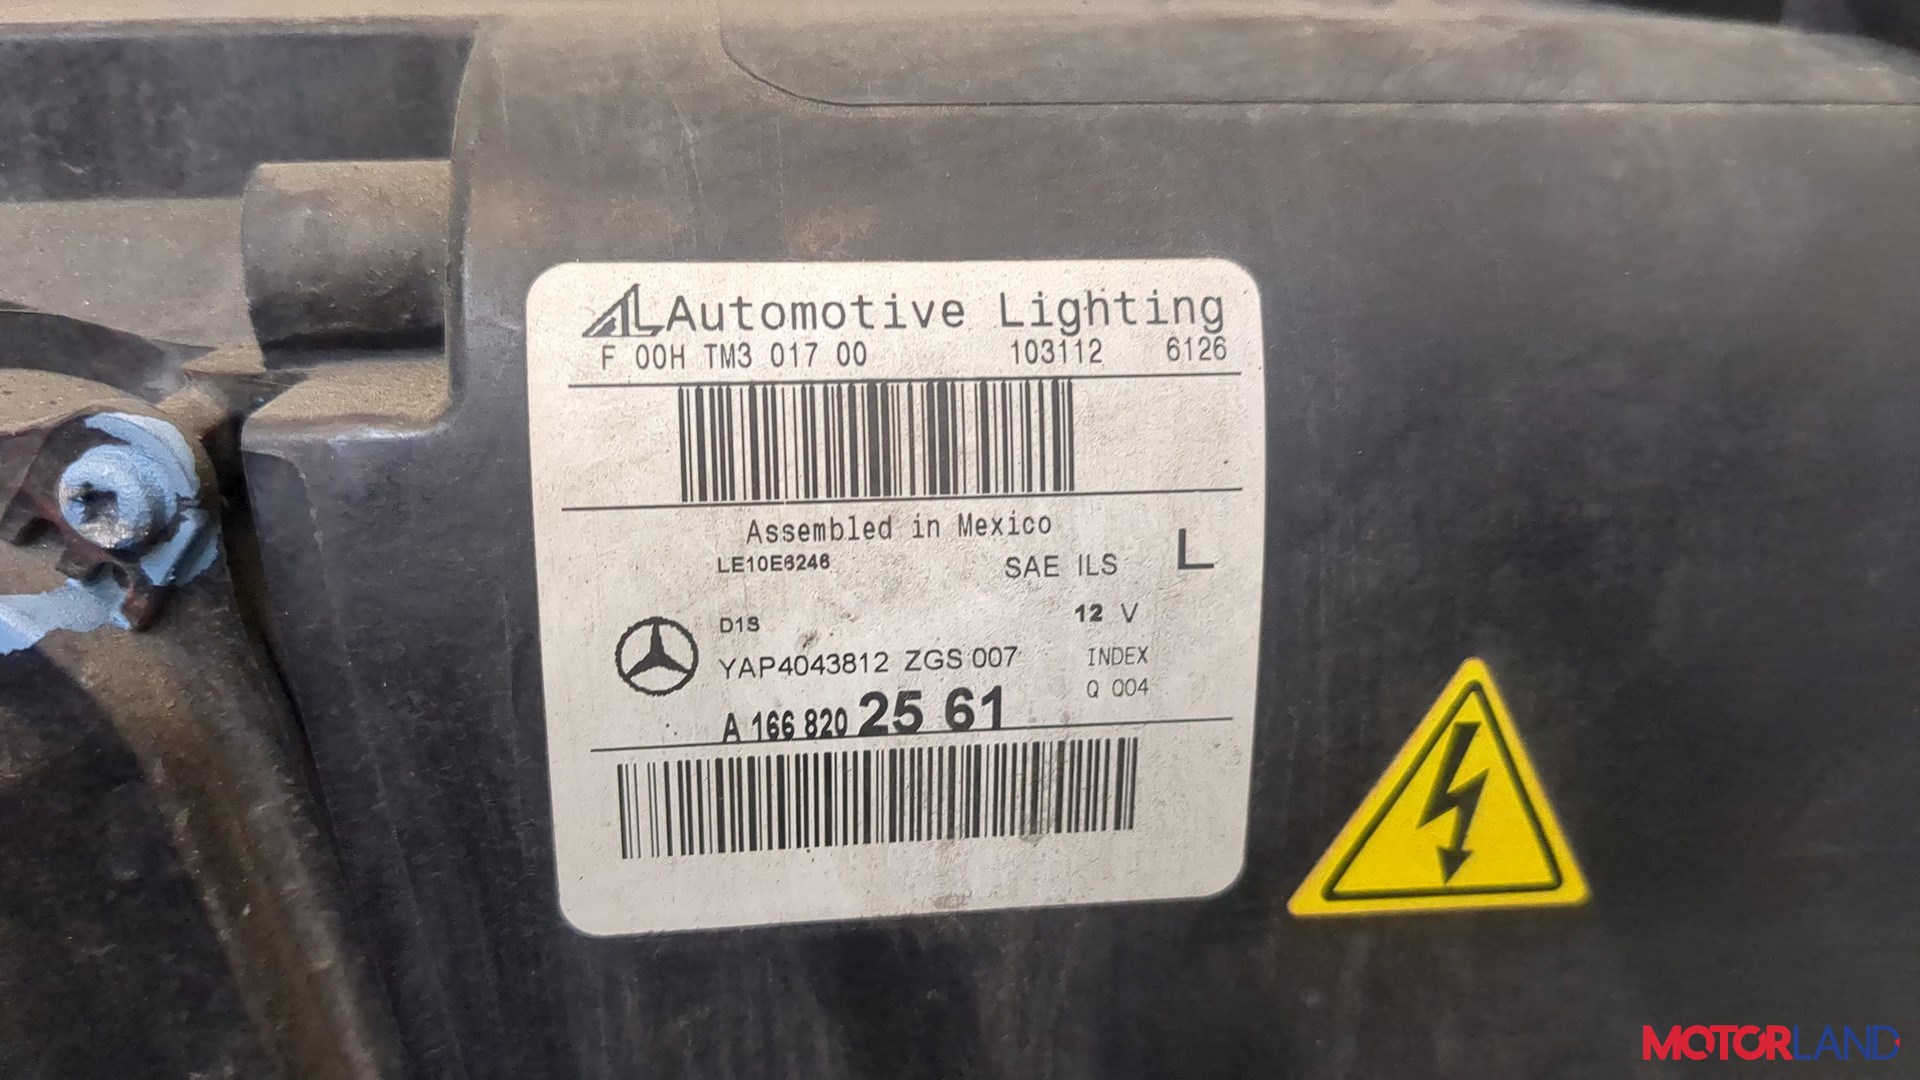 AL Automotive Lighting
F 00H TM3 017 00 103112 6126
Assembled in Mexico
LE10E6246 SAE ILS L
D1S 12 V
YAP4043812 ZGS 007 INDEX
Q 004
A 166 820 25 61
MOTORLAND